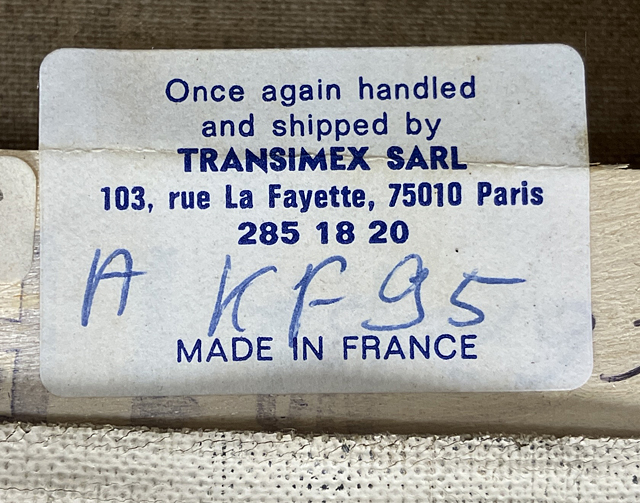 Once again handled
and shipped by
TRANSIMEX SARL
103, rue La Fayette, 75010 Paris
285 18 20
A KF95
MADE IN FRANCE